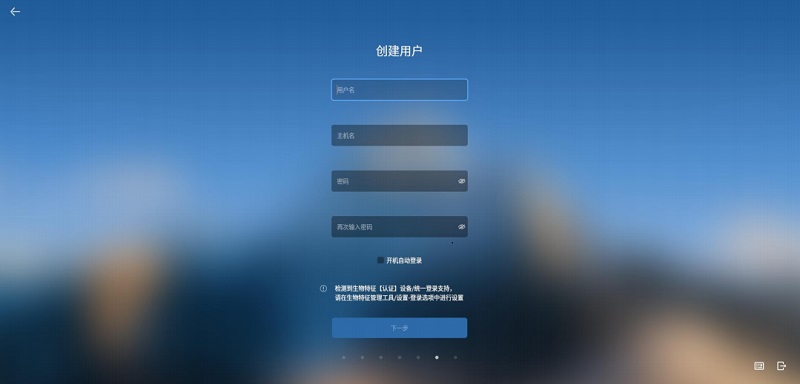 创建用户
用户名
主机名
密码
再次输入密码
开机自动登录
检测到生物特征【认证】设备/统一登录支持，
请在生物特征管理工具/设置-登录选项中进行设置
下一步